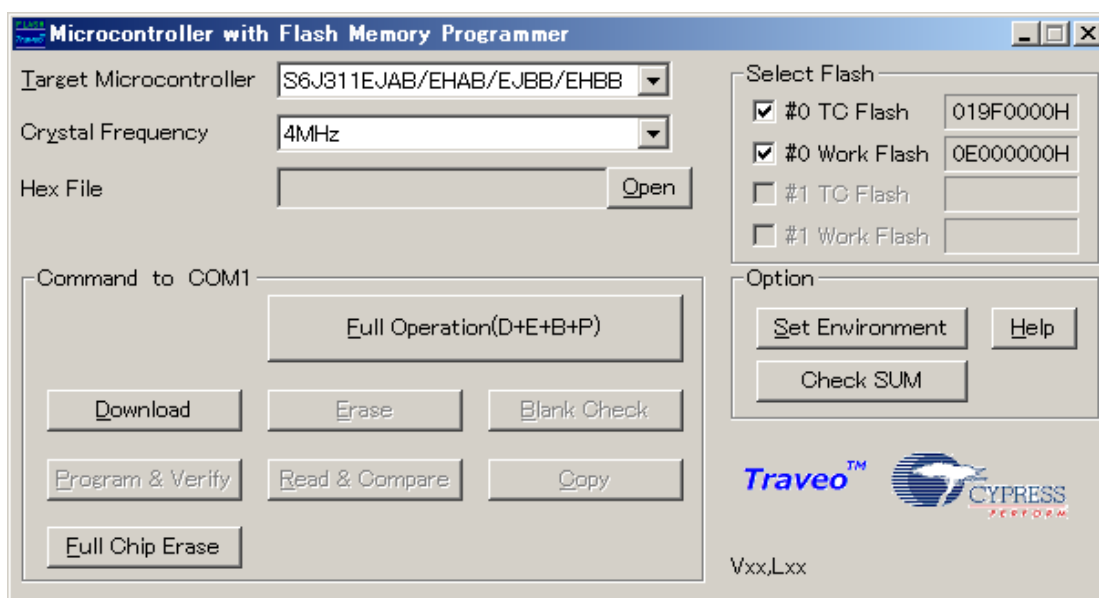 FLASH
Traveo
Microcontroller with Flash Memory Programmer
Target Microcontroller
S6J311EJAB/EHAB/EJBB/EHBB
Crystal Frequency
4MHz
Hex File
Open
Select Flash
#0 TC Flash
019F0000H
#0 Work Flash
0E000000H
#1 TC Flash
#1 Work Flash
Command to COM1
Full Operation(D+E+B+P)
Download
Erase
Blank Check
Program & Verify
Read & Compare
Copy
Full Chip Erase
Option
Set Environment
Help
Check SUM
Traveo™
CYPRESS
PERFORM
Vxx,Lxx